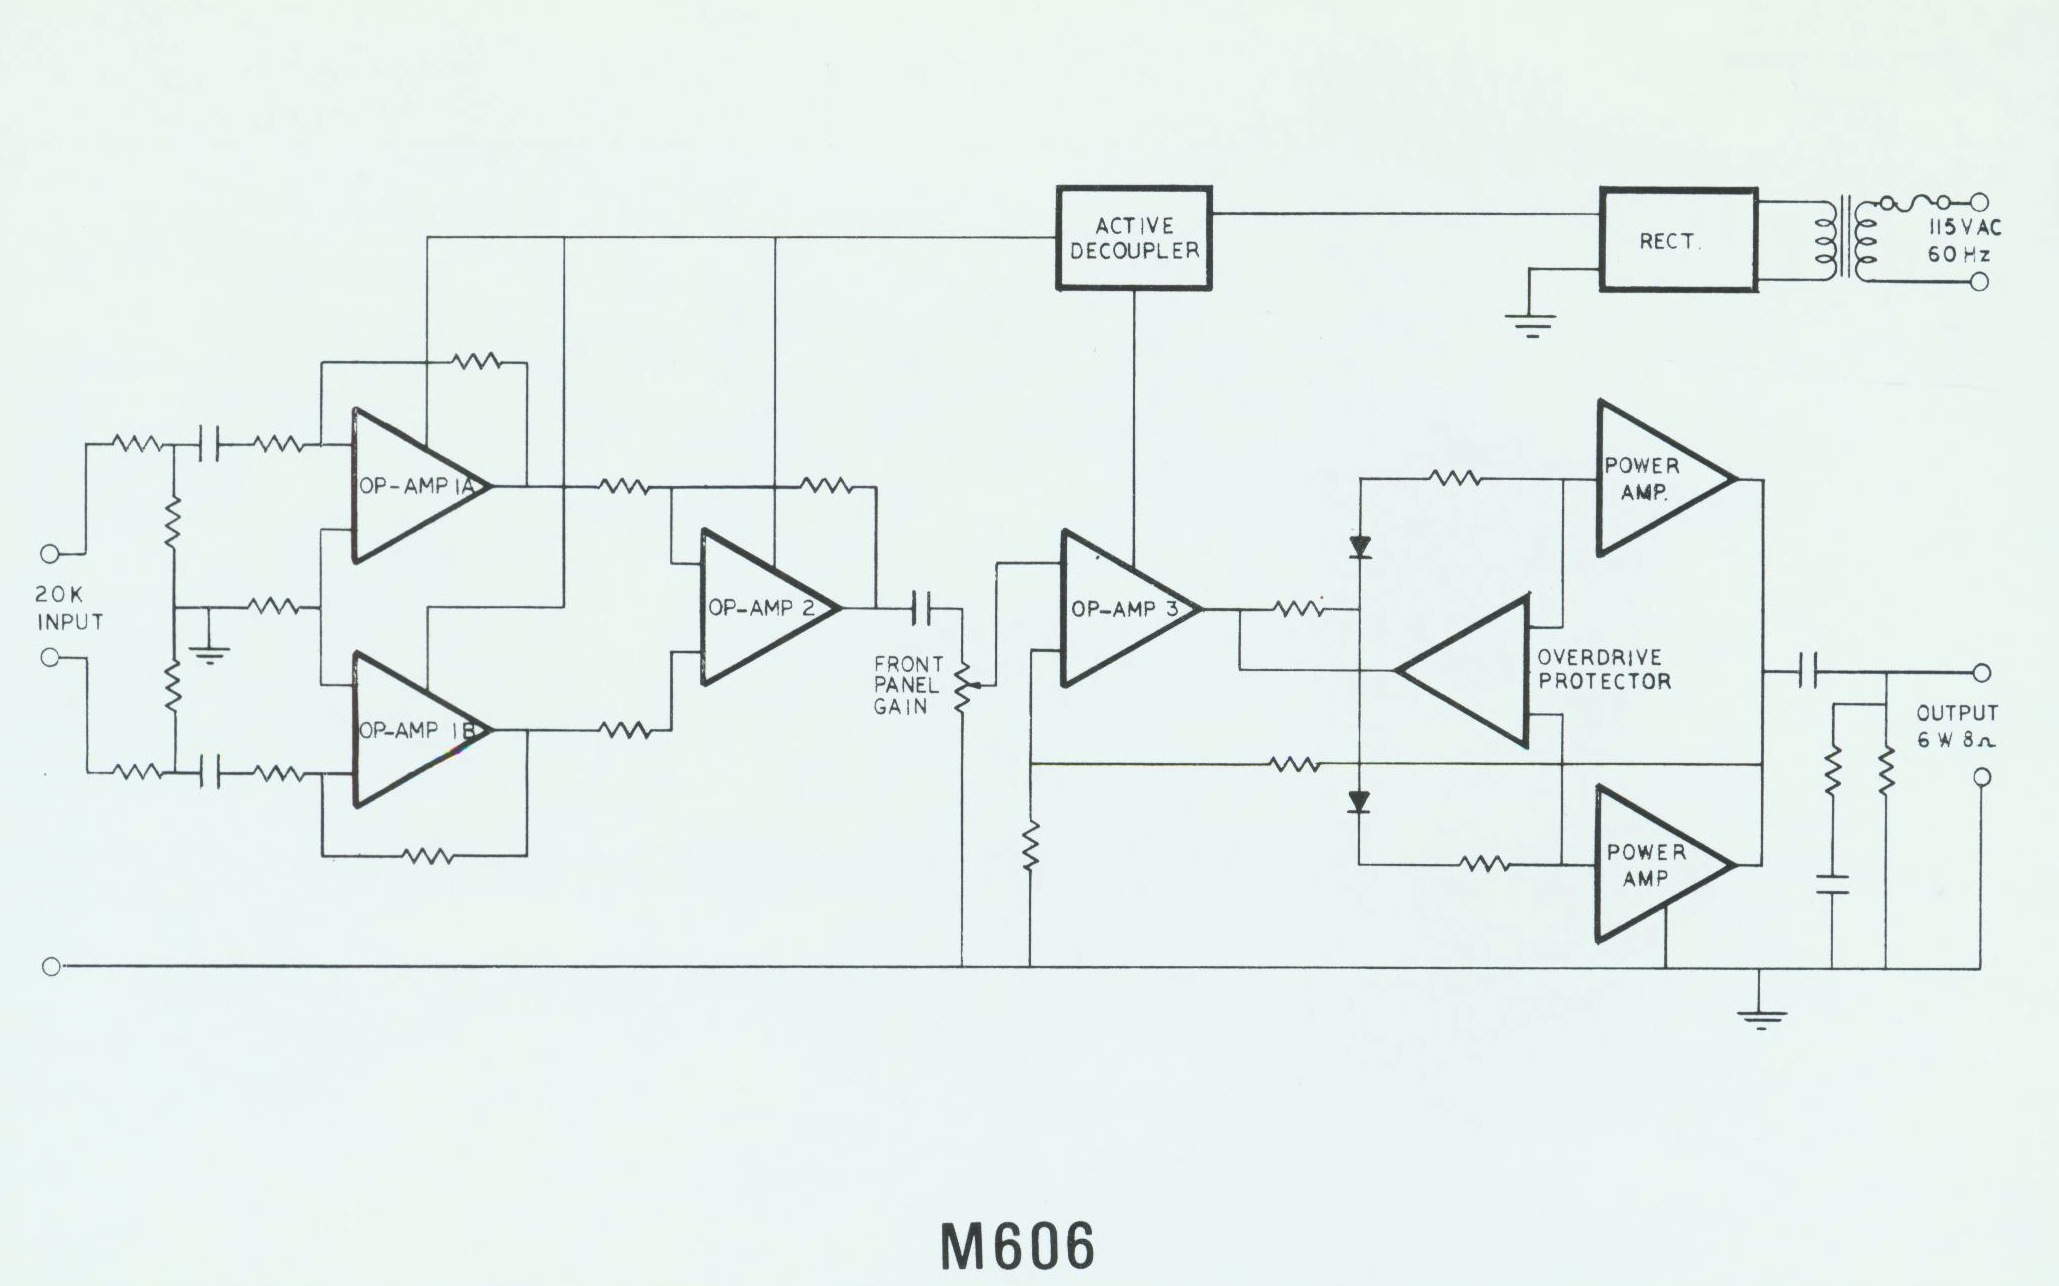 ACTIVE
DECOUPLER
RECT.
115VAC
60Hz
OP-AMP 1A
POWER
AMP.
20K
INPUT
OP-AMP 2
OP-AMP 3
FRONT
PANEL
GAIN
OVERDRIVE
PROTECTOR
OP-AMP 1B
OUTPUT
6W 8Ω
POWER
AMP
M606